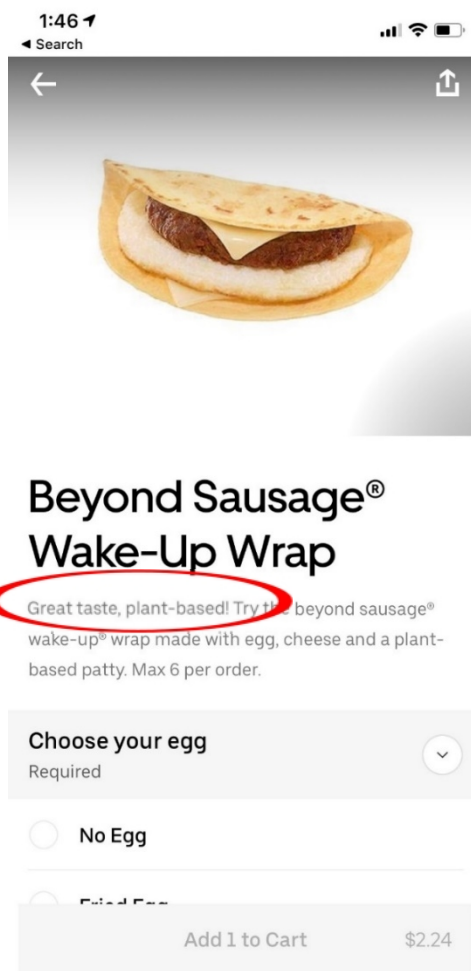 1:46
◄ Search
Beyond Sausage®
Wake-Up Wrap
Great taste, plant-based! Try the beyond sausage®
wake-up® wrap made with egg, cheese and a plant-
based patty. Max 6 per order.
Choose your egg
Required
No Egg
Fried Egg
Add 1 to Cart $2.24